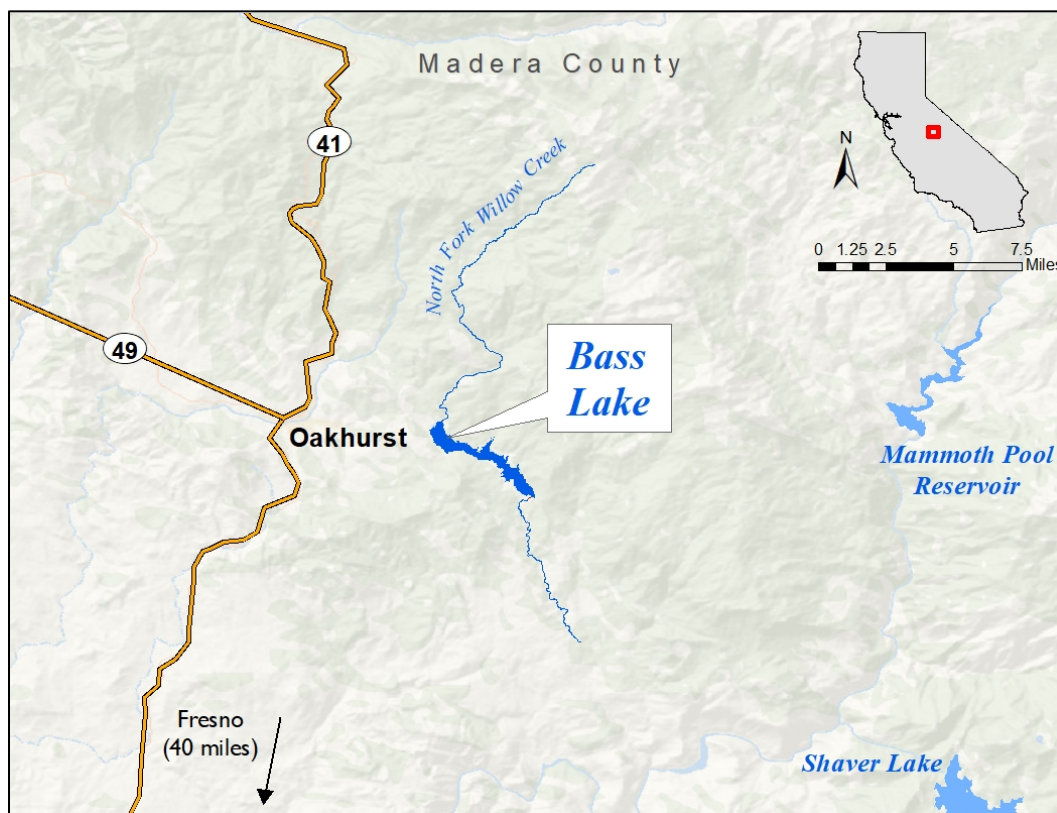 Madera County
41
N
North Fork Willow Creek
0 1.25 2.5 5 7.5
Miles
49
Bass
Lake
Oakhurst
Mammoth Pool
Reservoir
Fresno
(40 miles)
Shaver Lake